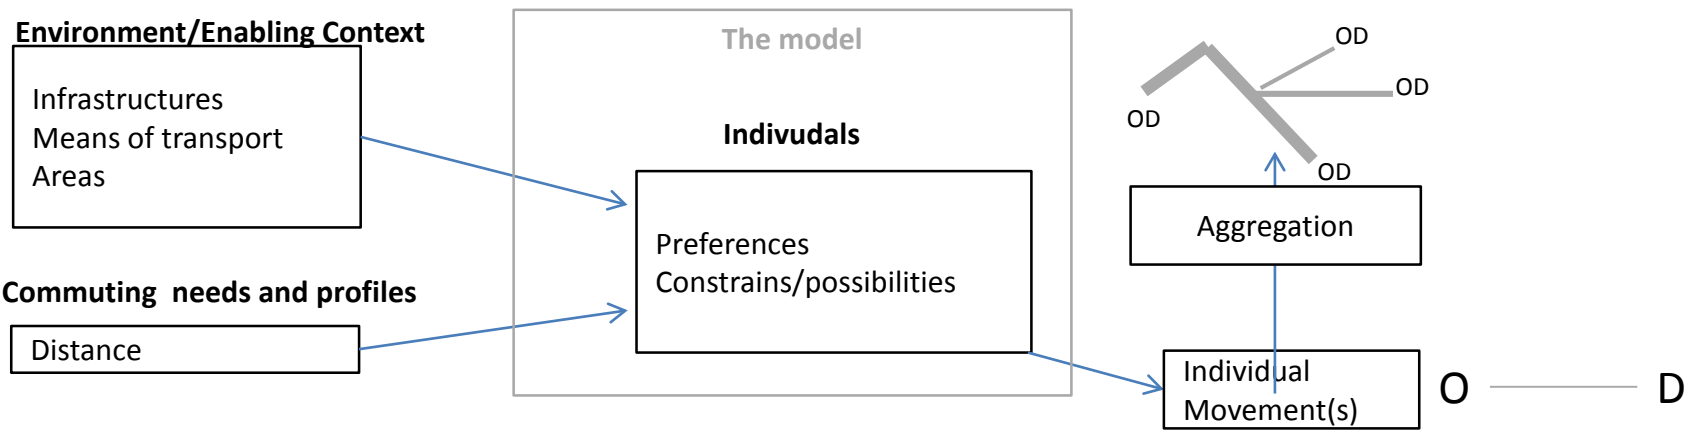 Environment/Enabling Context
Infrastructures
Means of transport
Areas
Commuting needs and profiles
Distance
The model
Indivudals
Preferences
Constrains/possibilities
OD
OD
OD
OD
Aggregation
Individual
Movement(s)
O D